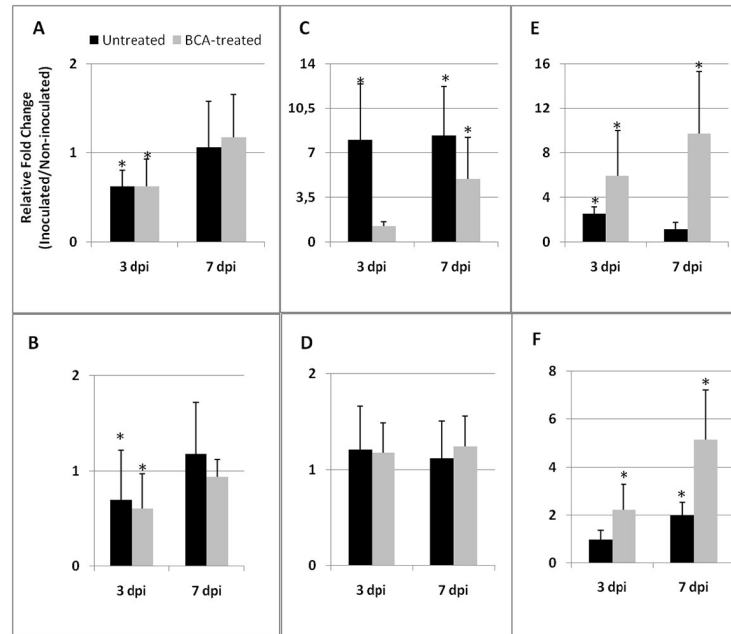 A
Untreated BCA-treated
Relative Fold Change
(Inoculated/Non-inoculated)
2
1
0
* *
3 dpi 7 dpi
C
14
10,5
7
3,5
0
* * *
3 dpi 7 dpi
E
16
12
8
4
0
* * *
3 dpi 7 dpi
B
2
1
0
* *
3 dpi 7 dpi
D
2
1
0
3 dpi 7 dpi
F
8
6
4
2
0
* * *
3 dpi 7 dpi